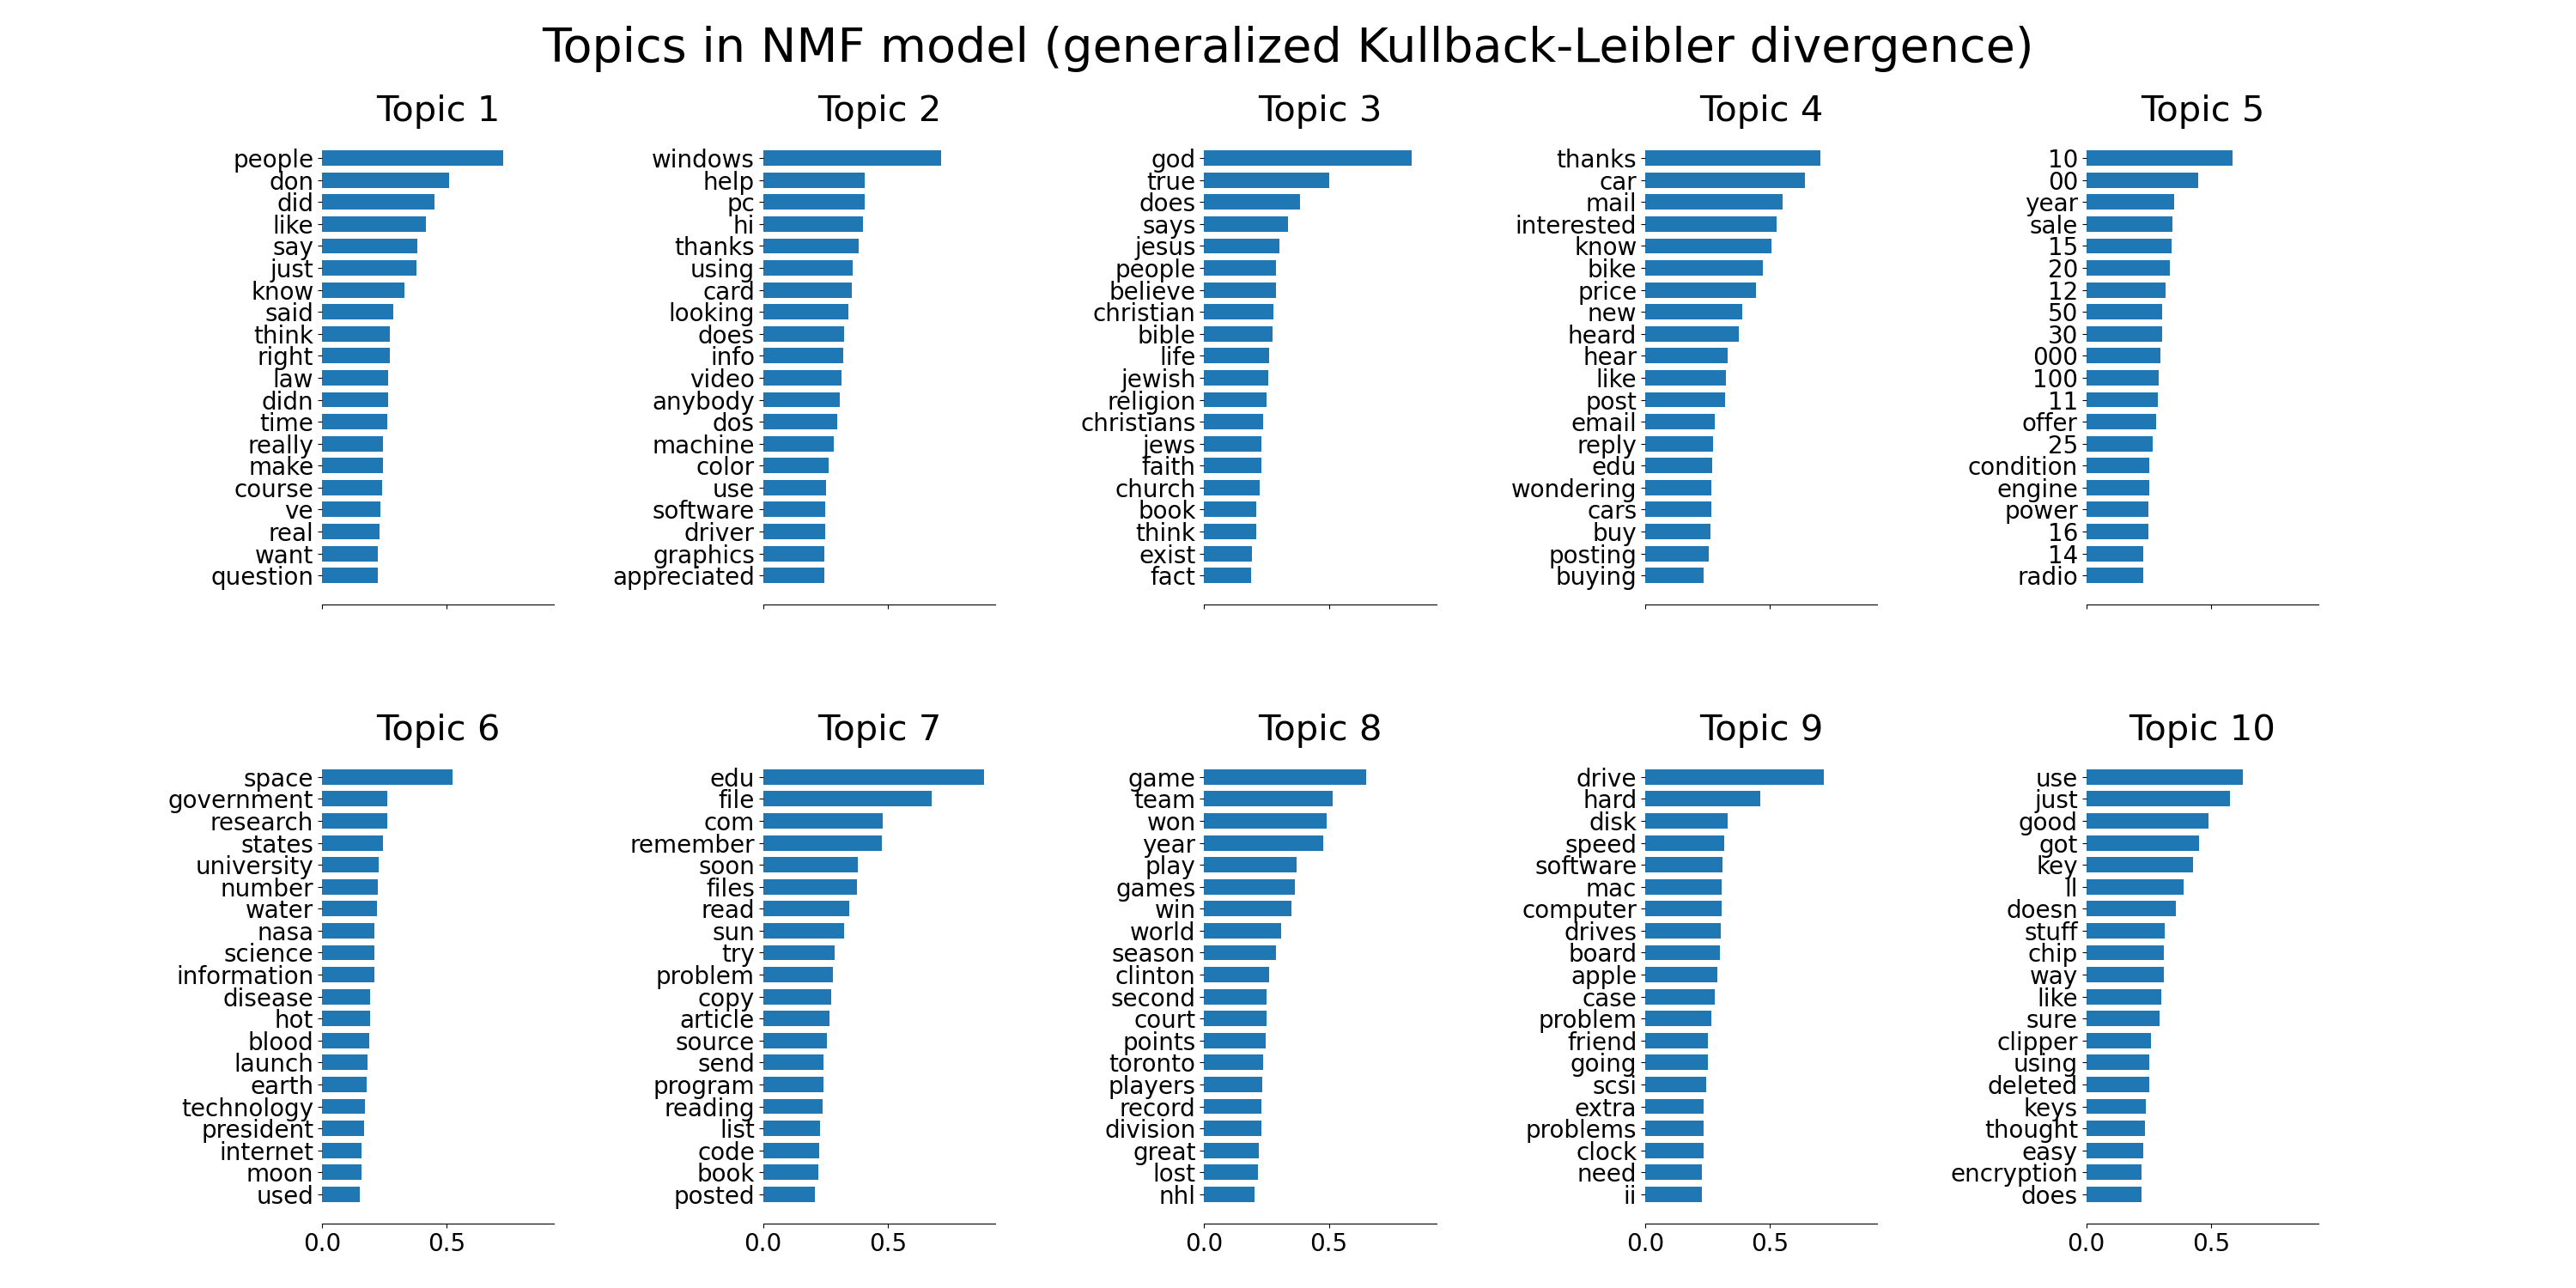 Topics in NMF model (generalized Kullback-Leibler divergence)
Topic 1
people
don
did
like
say
just
know
said
think
right
law
didn
time
really
make
course
ve
real
want
question
Topic 2
windows
help
pc
hi
thanks
using
card
looking
does
info
video
anybody
dos
machine
color
use
software
driver
graphics
appreciated
Topic 3
god
true
does
says
jesus
people
believe
christian
bible
life
jewish
religion
christians
jews
faith
church
book
think
exist
fact
Topic 4
thanks
car
mail
interested
know
bike
price
new
heard
hear
like
post
email
reply
edu
wondering
cars
buy
posting
buying
Topic 5
10
00
year
sale
15
20
12
50
30
000
100
11
offer
25
condition
engine
power
16
14
radio
Topic 6
space
government
research
states
university
number
water
nasa
science
information
disease
hot
blood
launch
earth
technology
president
internet
moon
used
0.0 0.5
Topic 7
edu
file
com
remember
soon
files
read
sun
try
problem
copy
article
source
send
program
reading
list
code
book
posted
0.0 0.5
Topic 8
game
team
won
year
play
games
win
world
season
clinton
second
court
points
toronto
players
record
division
great
lost
nhl
0.0 0.5
Topic 9
drive
hard
disk
speed
software
mac
computer
drives
board
apple
case
problem
friend
going
scsi
extra
problems
clock
need
ii
0.0 0.5
Topic 10
use
just
good
got
key
ll
doesn
stuff
chip
way
like
sure
clipper
using
deleted
keys
thought
easy
encryption
does
0.0 0.5